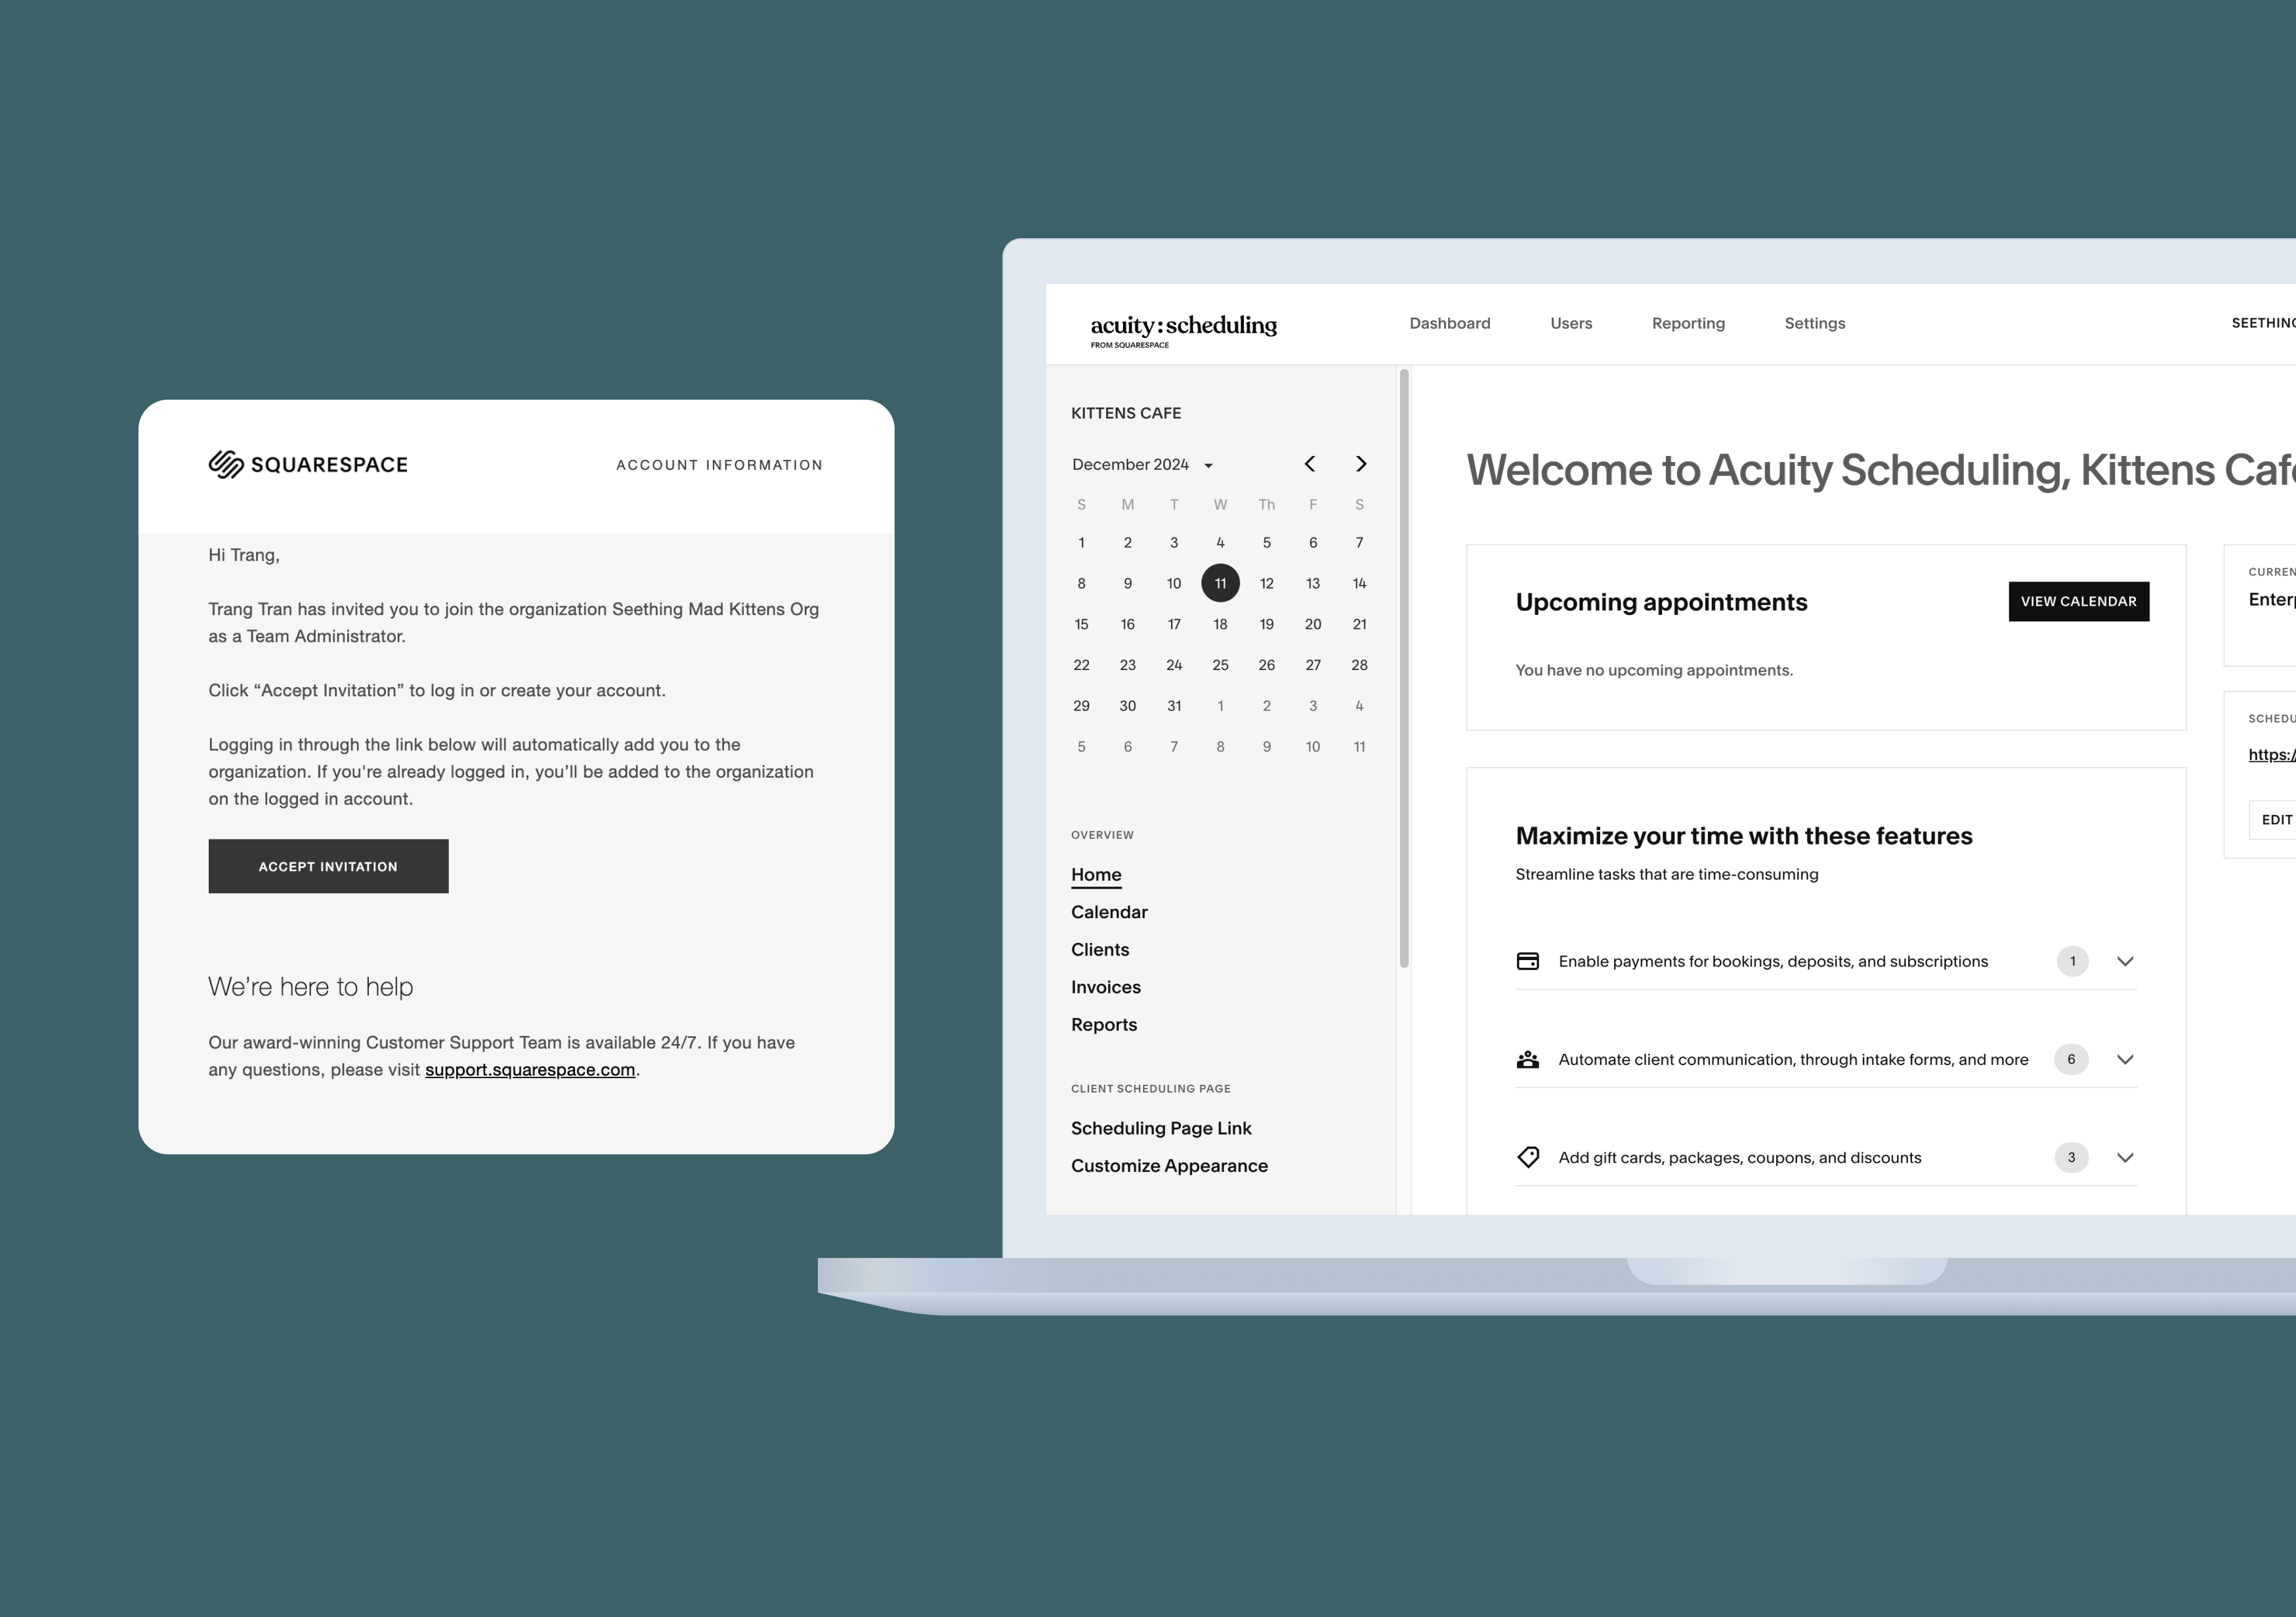 SQUARESPACE
ACCOUNT INFORMATION
Hi Trang,
Trang Tran has invited you to join the organization Seething Mad Kittens Org
as a Team Administrator.
Click “Accept Invitation” to log in or create your account.
Logging in through the link below will automatically add you to the
organization. If you're already logged in, you’ll be added to the organization
on the logged in account.
ACCEPT INVITATION
We’re here to help
Our award-winning Customer Support Team is available 24/7. If you have
any questions, please visit support.squarespace.com.
acuity:scheduling
FROM SQUARESPACE
Dashboard Users Reporting Settings
SEETHING
KITTENS CAFE
December 2024
S M T W Th F S
1 2 3 4 5 6 7
8 9 10 11 12 13 14
15 16 17 18 19 20 21
22 23 24 25 26 27 28
29 30 31 1 2 3 4
5 6 7 8 9 10 11
OVERVIEW
Home
Calendar
Clients
Invoices
Reports
CLIENT SCHEDULING PAGE
Scheduling Page Link
Customize Appearance
Welcome to Acuity Scheduling, Kittens Cafe
Upcoming appointments
VIEW CALENDAR
You have no upcoming appointments.
Maximize your time with these features
Streamline tasks that are time-consuming
Enable payments for bookings, deposits, and subscriptions 1
Automate client communication, through intake forms, and more 6
Add gift cards, packages, coupons, and discounts 3
CURREN
Enterp
SCHEDU
https:/
EDIT